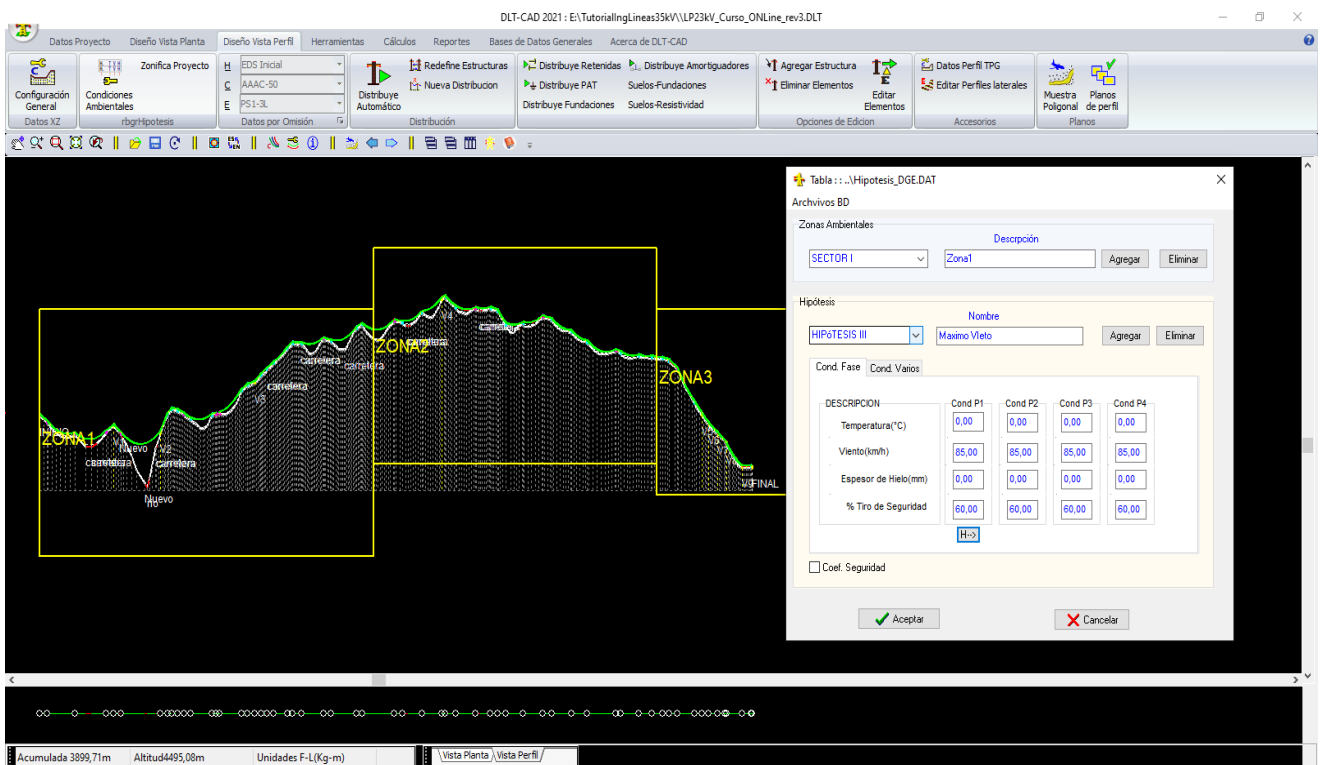 DLT-CAD 2021 : E:\TutorialIngLineas35kV\\LP23kV_Curso_ONLine_rev3.DLT
Datos Proyecto Diseño Vista Planta Diseño Vista Perfil Herramientas Cálculos Reportes Bases de Datos Generales Acerca de DLT-CAD
Zonifica Proyecto
H EDS Inicial
C AAAC-50
E PS1-3L
Configuración General
Condiciones Ambientales
Distribuye Automático
Redefine Estructuras
Nueva Distribucion
Distribuye Retenidas
Distribuye Amortiguadores
Distribuye PAT
Suelos-Fundaciones
Distribuye Fundaciones
Suelos-Resistividad
Agregar Estructura
Eliminar Elementos
Editar Elementos
Datos Perfil TPG
Editar Perfiles laterales
Muestra Poligonal
Planos de perfil
Datos XZ
rbgrHipotesis
Datos por Omisión
Distribución
Opciones de Edicion
Accesorios
Planos
Tabla : : ..\Hipotesis_DGE.DAT
Archvivos BD
Zonas Ambientales
Descrpción
SECTOR I
Zona1
Agregar
Eliminar
Hipótesis
Nombre
HIPóTESIS III
Maximo VIeto
Agregar
Eliminar
Cond. Fase Cond. Varios
DESCRIPCION Cond P1 Cond P2 Cond P3 Cond P4
Temperatura(°C) 0,00 0,00 0,00 0,00
Viento(km/h) 85,00 85,00 85,00 85,00
Espesor de Hielo(mm) 0,00 0,00 0,00 0,00
% Tiro de Seguridad 60,00 60,00 60,00 60,00
H-->
Coef. Seguridad
Aceptar
Cancelar
ZONA1
ZONA2
ZONA3
V4
carretera
carretera
carretera
V3
Nuevo
V2
carretera
Nuevo
FINAL
Acumulada 3899,71m Altitud4495,08m Unidades F-L(Kg-m) Vista Planta Vista Perfil